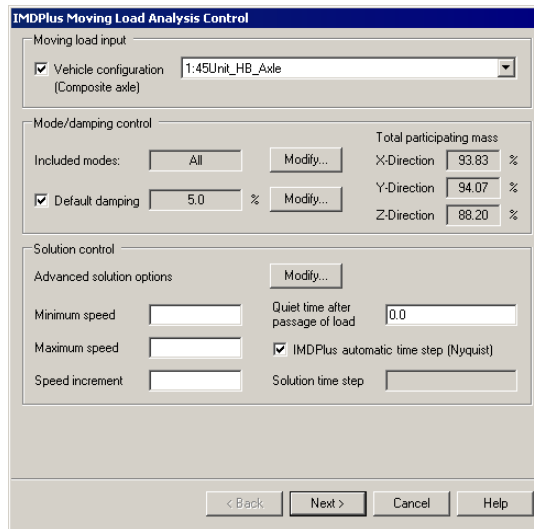 IMDPlus Moving Load Analysis Control
Moving load input
Vehicle configuration
(Composite axle)
1:45Unit_HB_Axle
Mode/damping control
Total participating mass
Included modes:
All
Modify...
X-Direction 93.83 %
Y-Direction 94.07 %
Default damping
5.0 %
Modify...
Z-Direction 88.20 %
Solution control
Advanced solution options
Modify...
Minimum speed
Quiet time after
passage of load
0.0
Maximum speed
IMDPlus automatic time step (Nyquist)
Speed increment
Solution time step
< Back
Next >
Cancel
Help